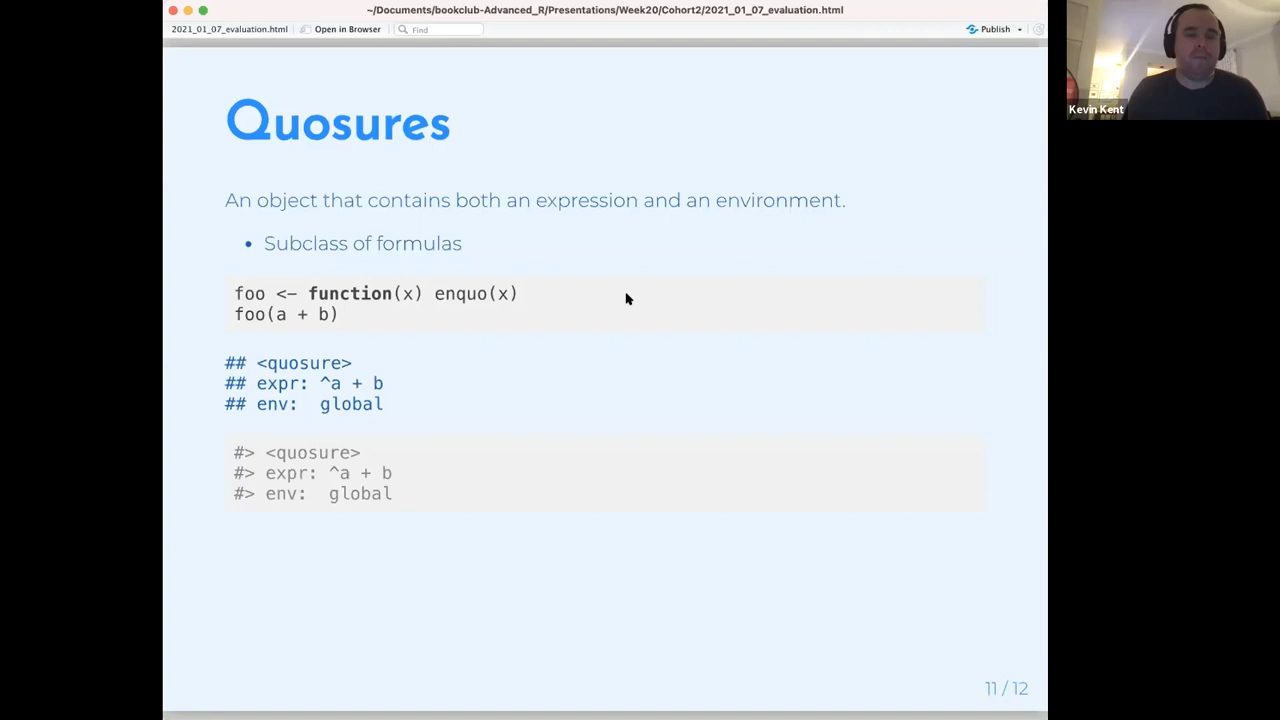 ~/Documents/bookclub-Advanced_R/Presentations/Week20/Cohort2/2021_01_07_evaluation.html
2021_01_07_evaluation.html Open in Browser Find Publish
Kevin Kent
Quosures
An object that contains both an expression and an environment.
• Subclass of formulas
foo <- function(x) enquo(x)
foo(a + b)
## <quosure>
## expr: ^a + b
## env:  global
#> <quosure>
#> expr: ^a + b
#> env:  global
11 / 12